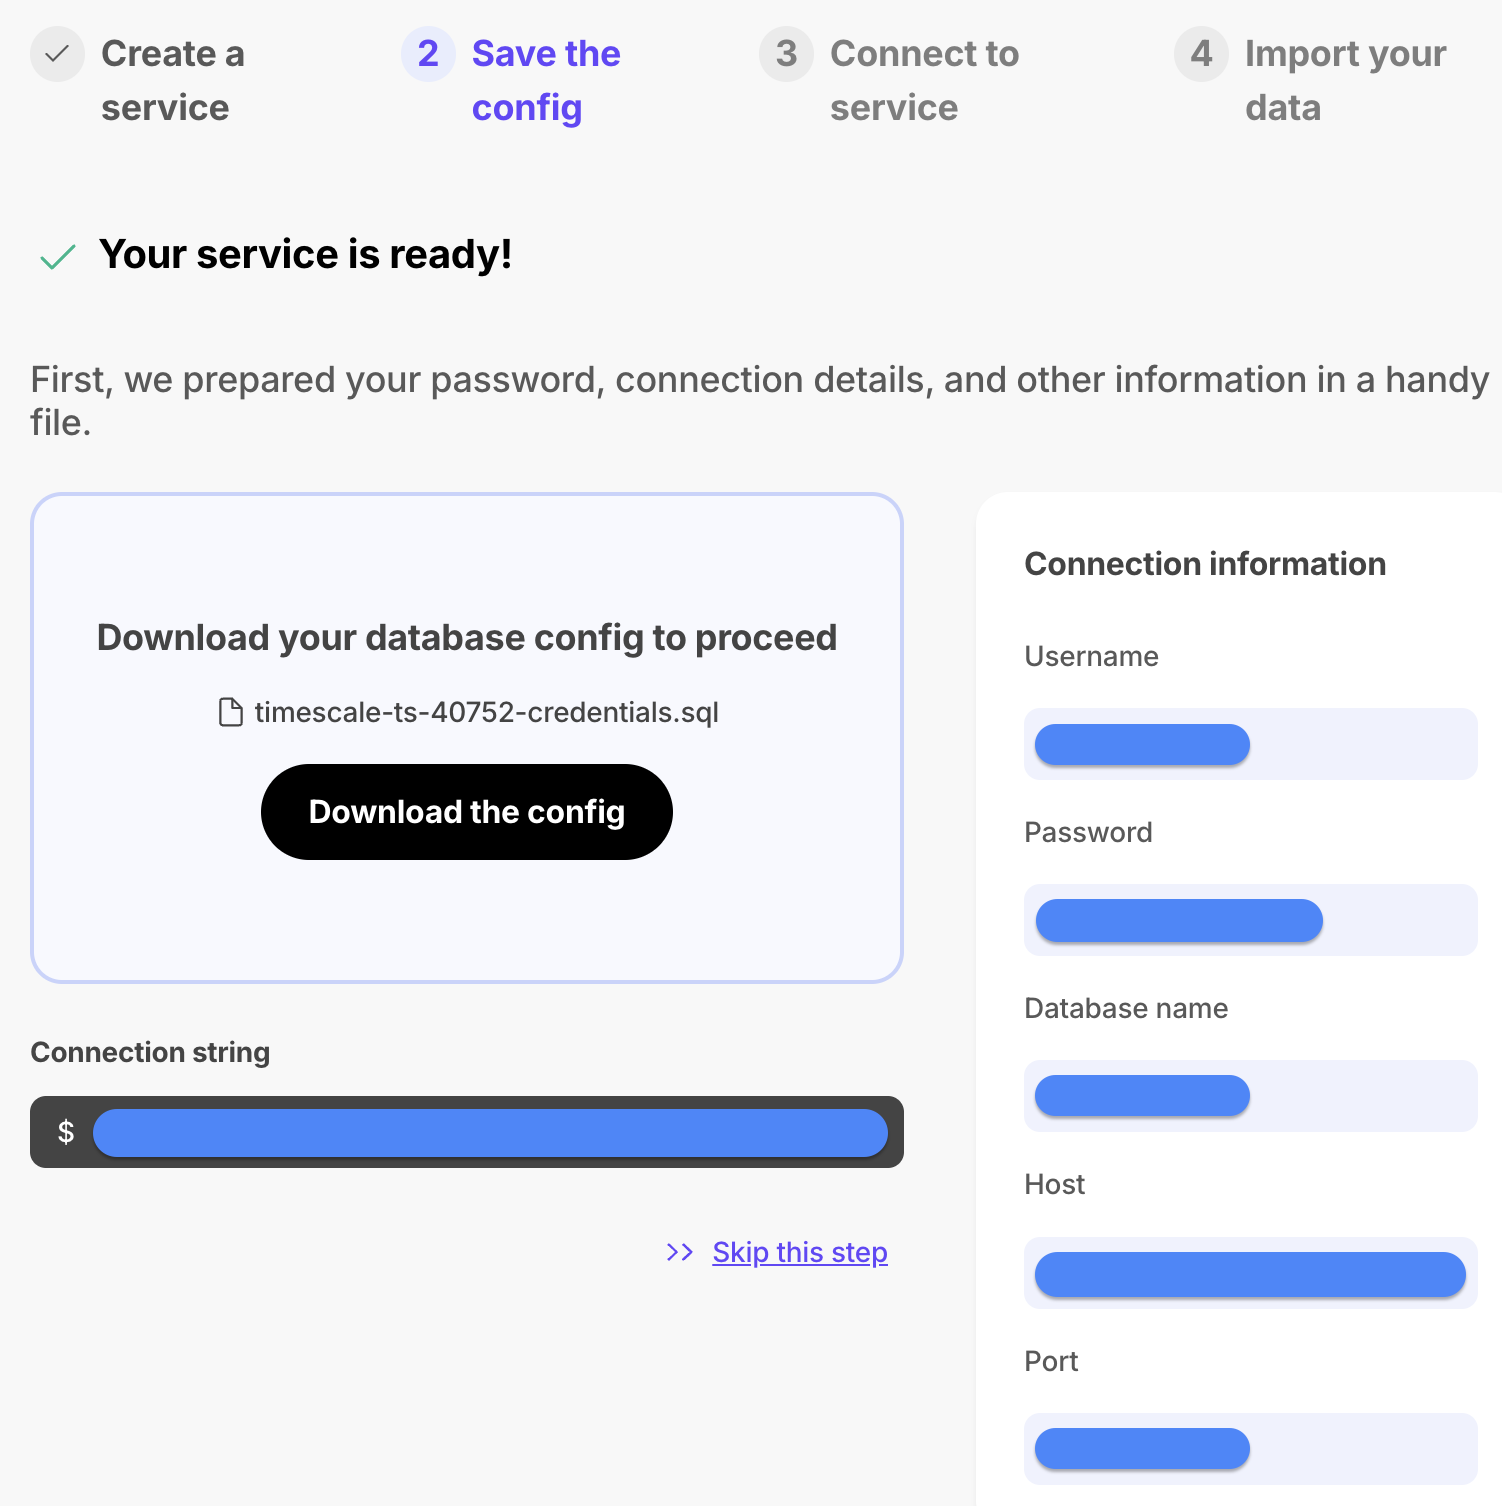 Create a
service
2 Save the
config
3 Connect to
service
4 Import your
data
Your service is ready!
First, we prepared your password, connection details, and other information in a handy
file.
Download your database config to proceed
timescale-ts-40752-credentials.sql
Download the config
Connection string
$
>> Skip this step
Connection information
Username
Password
Database name
Host
Port